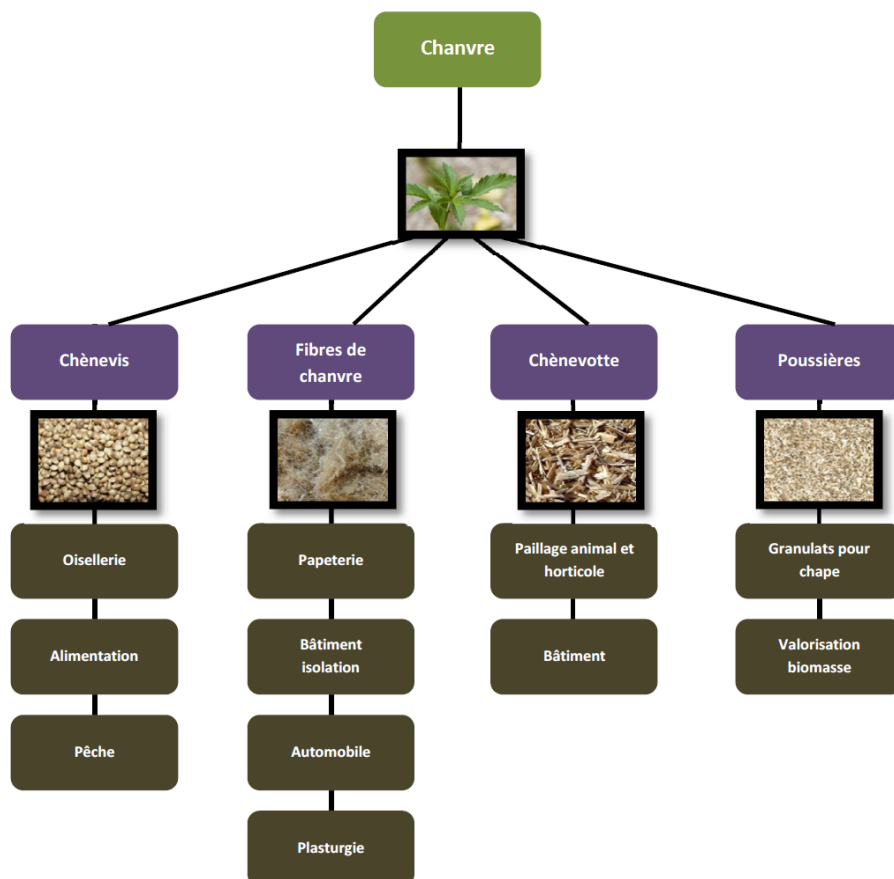 Chanvre
Chènevis
Fibres de
chanvre
Chènevotte
Poussières
Oisellerie
Papeterie
Paillage animal et
horticole
Granulats pour
chape
Alimentation
Bâtiment
isolation
Bâtiment
Valorisation
biomasse
Pêche
Automobile
Plasturgie